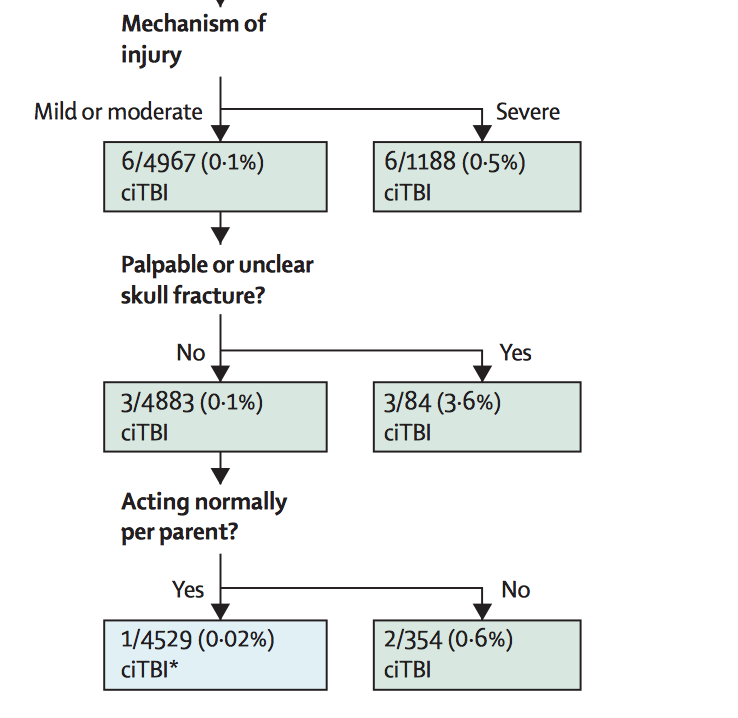 Mechanism of
injury
Mild or moderate
Severe
6/4967 (0·1%)
ciTBI
6/1188 (0·5%)
ciTBI
Palpable or unclear
skull fracture?
No
Yes
3/4883 (0·1%)
ciTBI
3/84 (3·6%)
ciTBI
Acting normally
per parent?
Yes
No
1/4529 (0·02%)
ciTBI*
2/354 (0·6%)
ciTBI